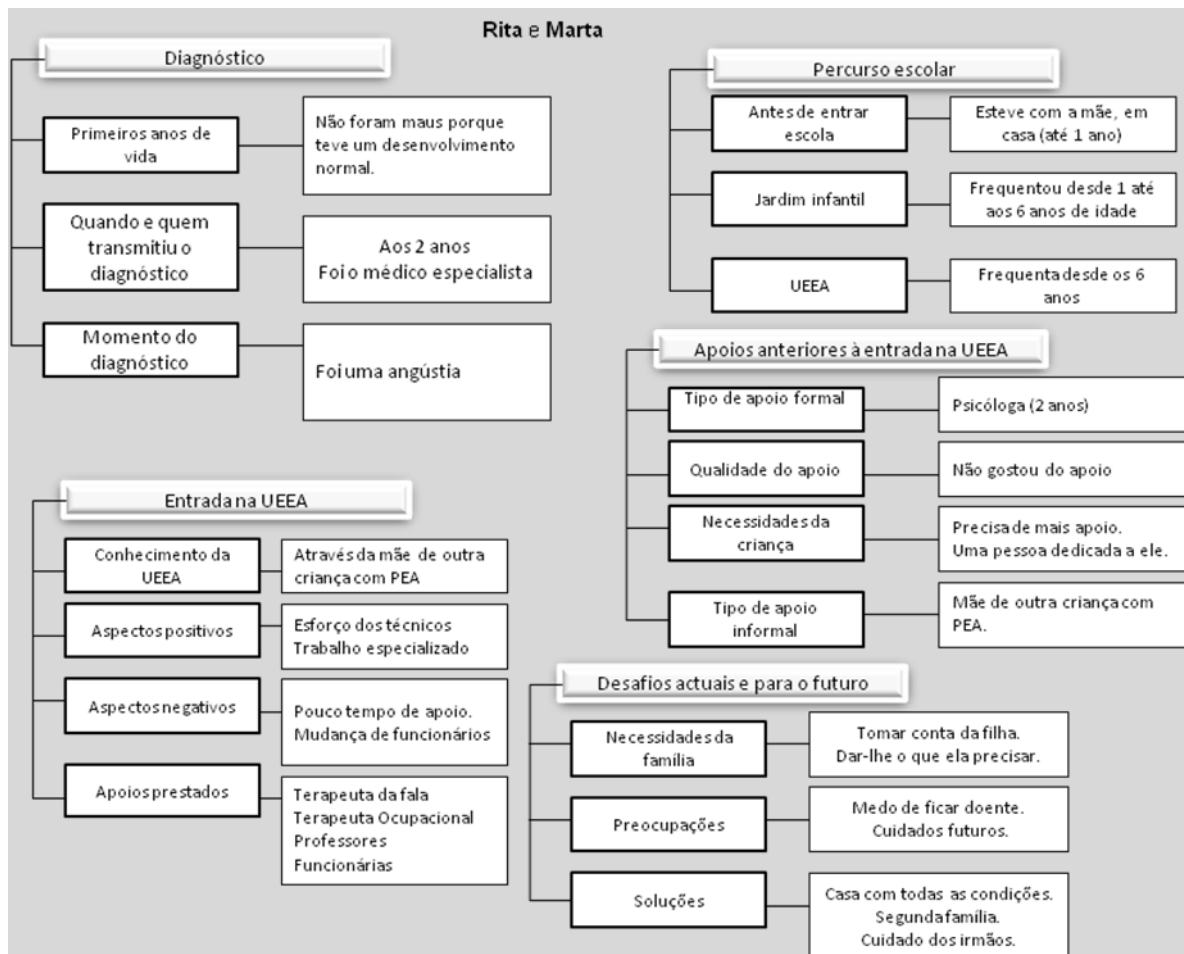 Rita e Marta
Diagnóstico
Primeiros anos de
vida
Não foram maus porque
teve um desenvolvimento
normal.
Quando e quem
transmitiu o
diagnóstico
Aos 2 anos
Foi o médico especialista
Momento do
diagnóstico
Foi uma angústia
Percurso escolar
Antes de entrar
escola
Esteve com a mãe, em
casa (até 1 ano)
Jardim infantil
Frequentou desde 1 até
aos 6 anos de idade
UEEA
Frequenta desde os 6
anos
Apoios anteriores à entrada na UEEA
Tipo de apoio formal
Psicóloga (2 anos)
Qualidade do apoio
Não gostou do apoio
Necessidades da
criança
Precisa de mais apoio.
Uma pessoa dedicada a ele.
Tipo de apoio
informal
Mãe de outra criança com
PEA.
Entrada na UEEA
Conhecimento da
UEEA
Através da mãe de outra
criança com PEA
Aspectos positivos
Esforço dos técnicos
Trabalho especializado
Aspectos negativos
Pouco tempo de apoio.
Mudança de funcionários
Apoios prestados
Terapeuta da fala
Terapeuta Ocupacional
Professores
Funcionárias
Desafios actuais e para o futuro
Necessidades da
família
Tomar conta da filha.
Dar-lhe o que ela precisar.
Preocupações
Medo de ficar doente.
Cuidados futuros.
Soluções
Casa com todas as condições.
Segunda família.
Cuidado dos irmãos.